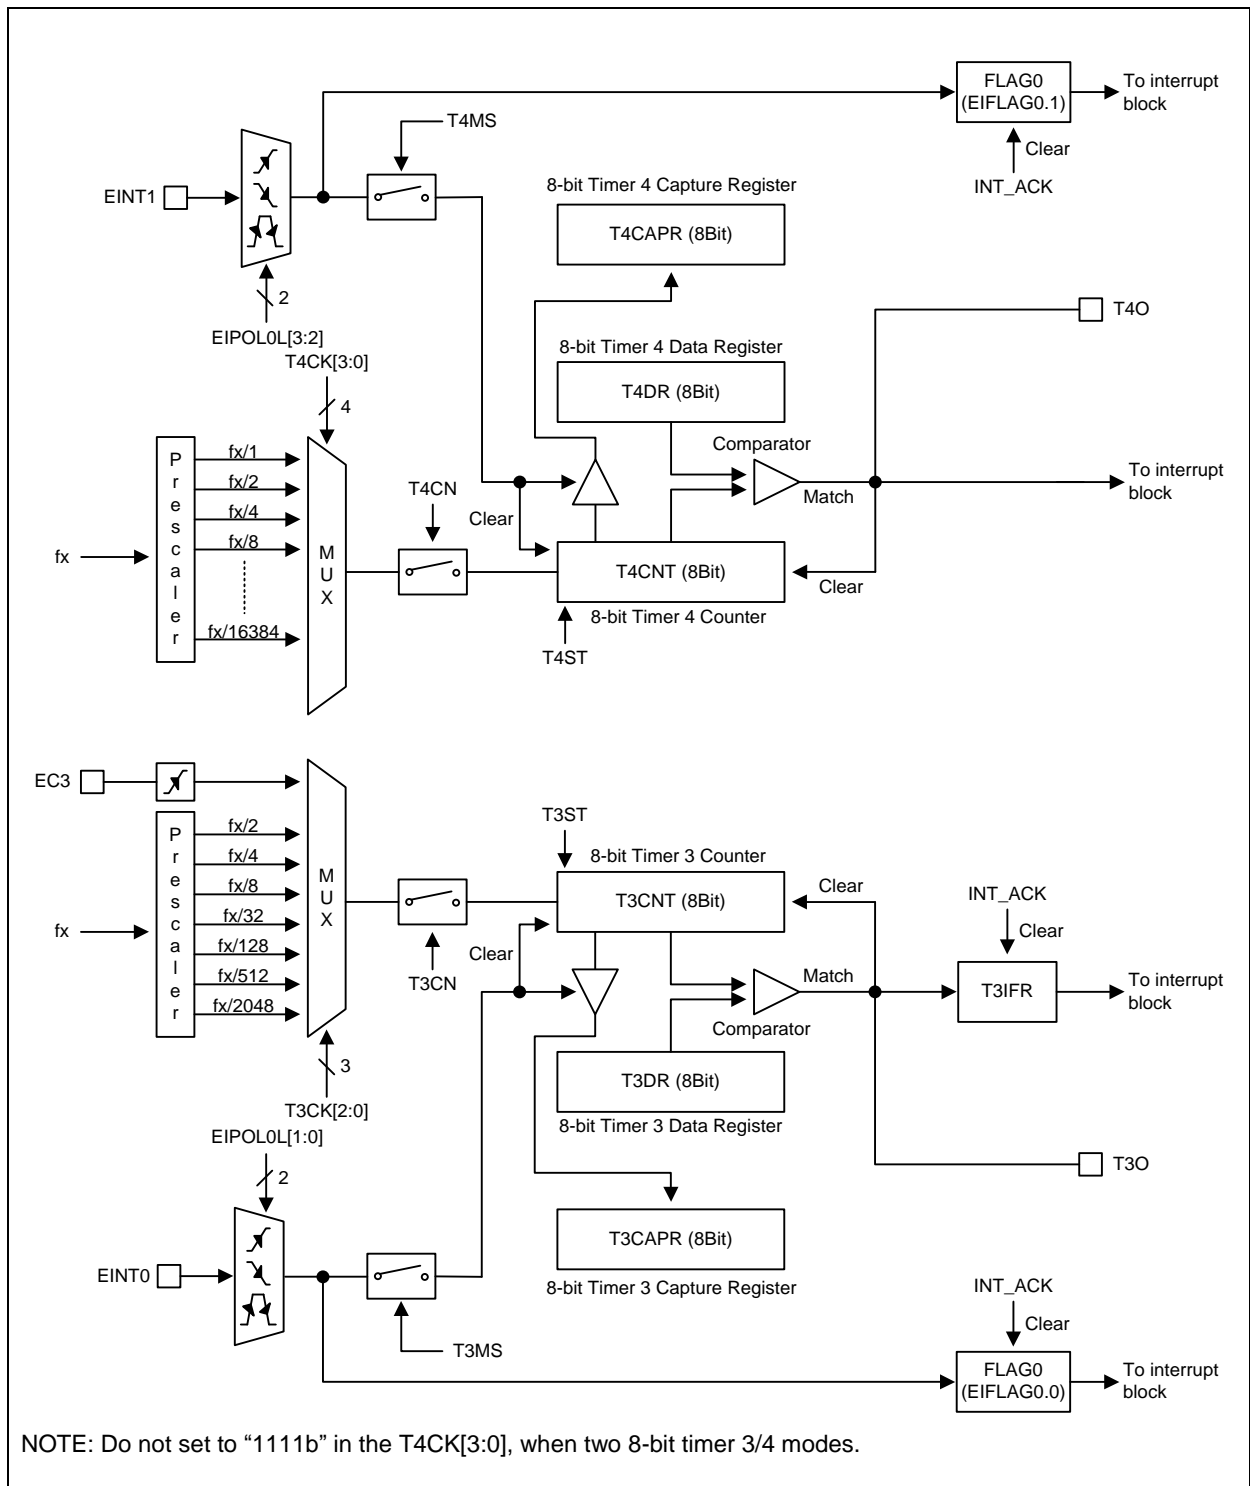 FLAG0
(EIFLAG0.1)
To interrupt
block
T4MS
Clear
INT_ACK
EINT1
8-bit Timer 4 Capture Register
T4CAPR (8Bit)
2
EIPOL0L[3:2]
T4O
T4CK[3:0]
8-bit Timer 4 Data Register
T4DR (8Bit)
4
Comparator
Prescaler
fx/1
fx/2
fx/4
fx/8
fx/16384
fx
MUX
T4CN
Clear
Match
To interrupt
block
T4CNT (8Bit)
Clear
8-bit Timer 4 Counter
T4ST
EC3
Prescaler
fx/2
fx/4
fx/8
fx/32
fx/128
fx/512
fx/2048
fx
MUX
T3ST
8-bit Timer 3 Counter
T3CNT (8Bit)
Clear
INT_ACK
Clear
Clear
T3CN
Match
T3IFR
To interrupt
block
Comparator
3
T3CK[2:0]
T3DR (8Bit)
8-bit Timer 3 Data Register
EIPOL0L[1:0]
2
T3O
T3CAPR (8Bit)
8-bit Timer 3 Capture Register
EINT0
T3MS
INT_ACK
Clear
FLAG0
(EIFLAG0.0)
To interrupt
block
NOTE: Do not set to “1111b” in the T4CK[3:0], when two 8-bit timer 3/4 modes.